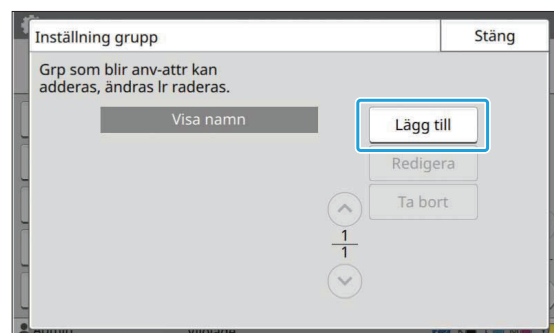 Inställning grupp
Stäng
Grp som blir anv-attr kan
adderas, ändras lr raderas.
Visa namn
Lägg till
Redigera
Ta bort
1
1